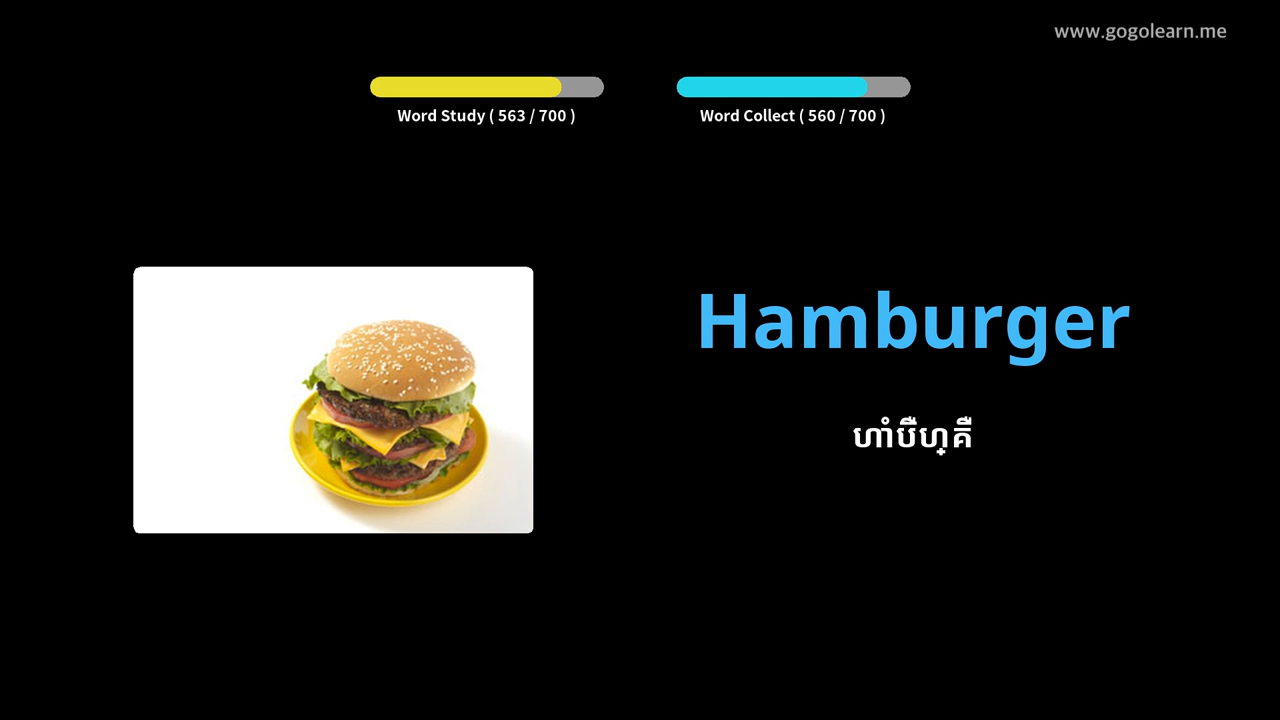 www.gogolearn.me
Word Study ( 563 / 700 )
Word Collect ( 560 / 700 )
Hamburger
ហាំប៊ឺហ្គឺ